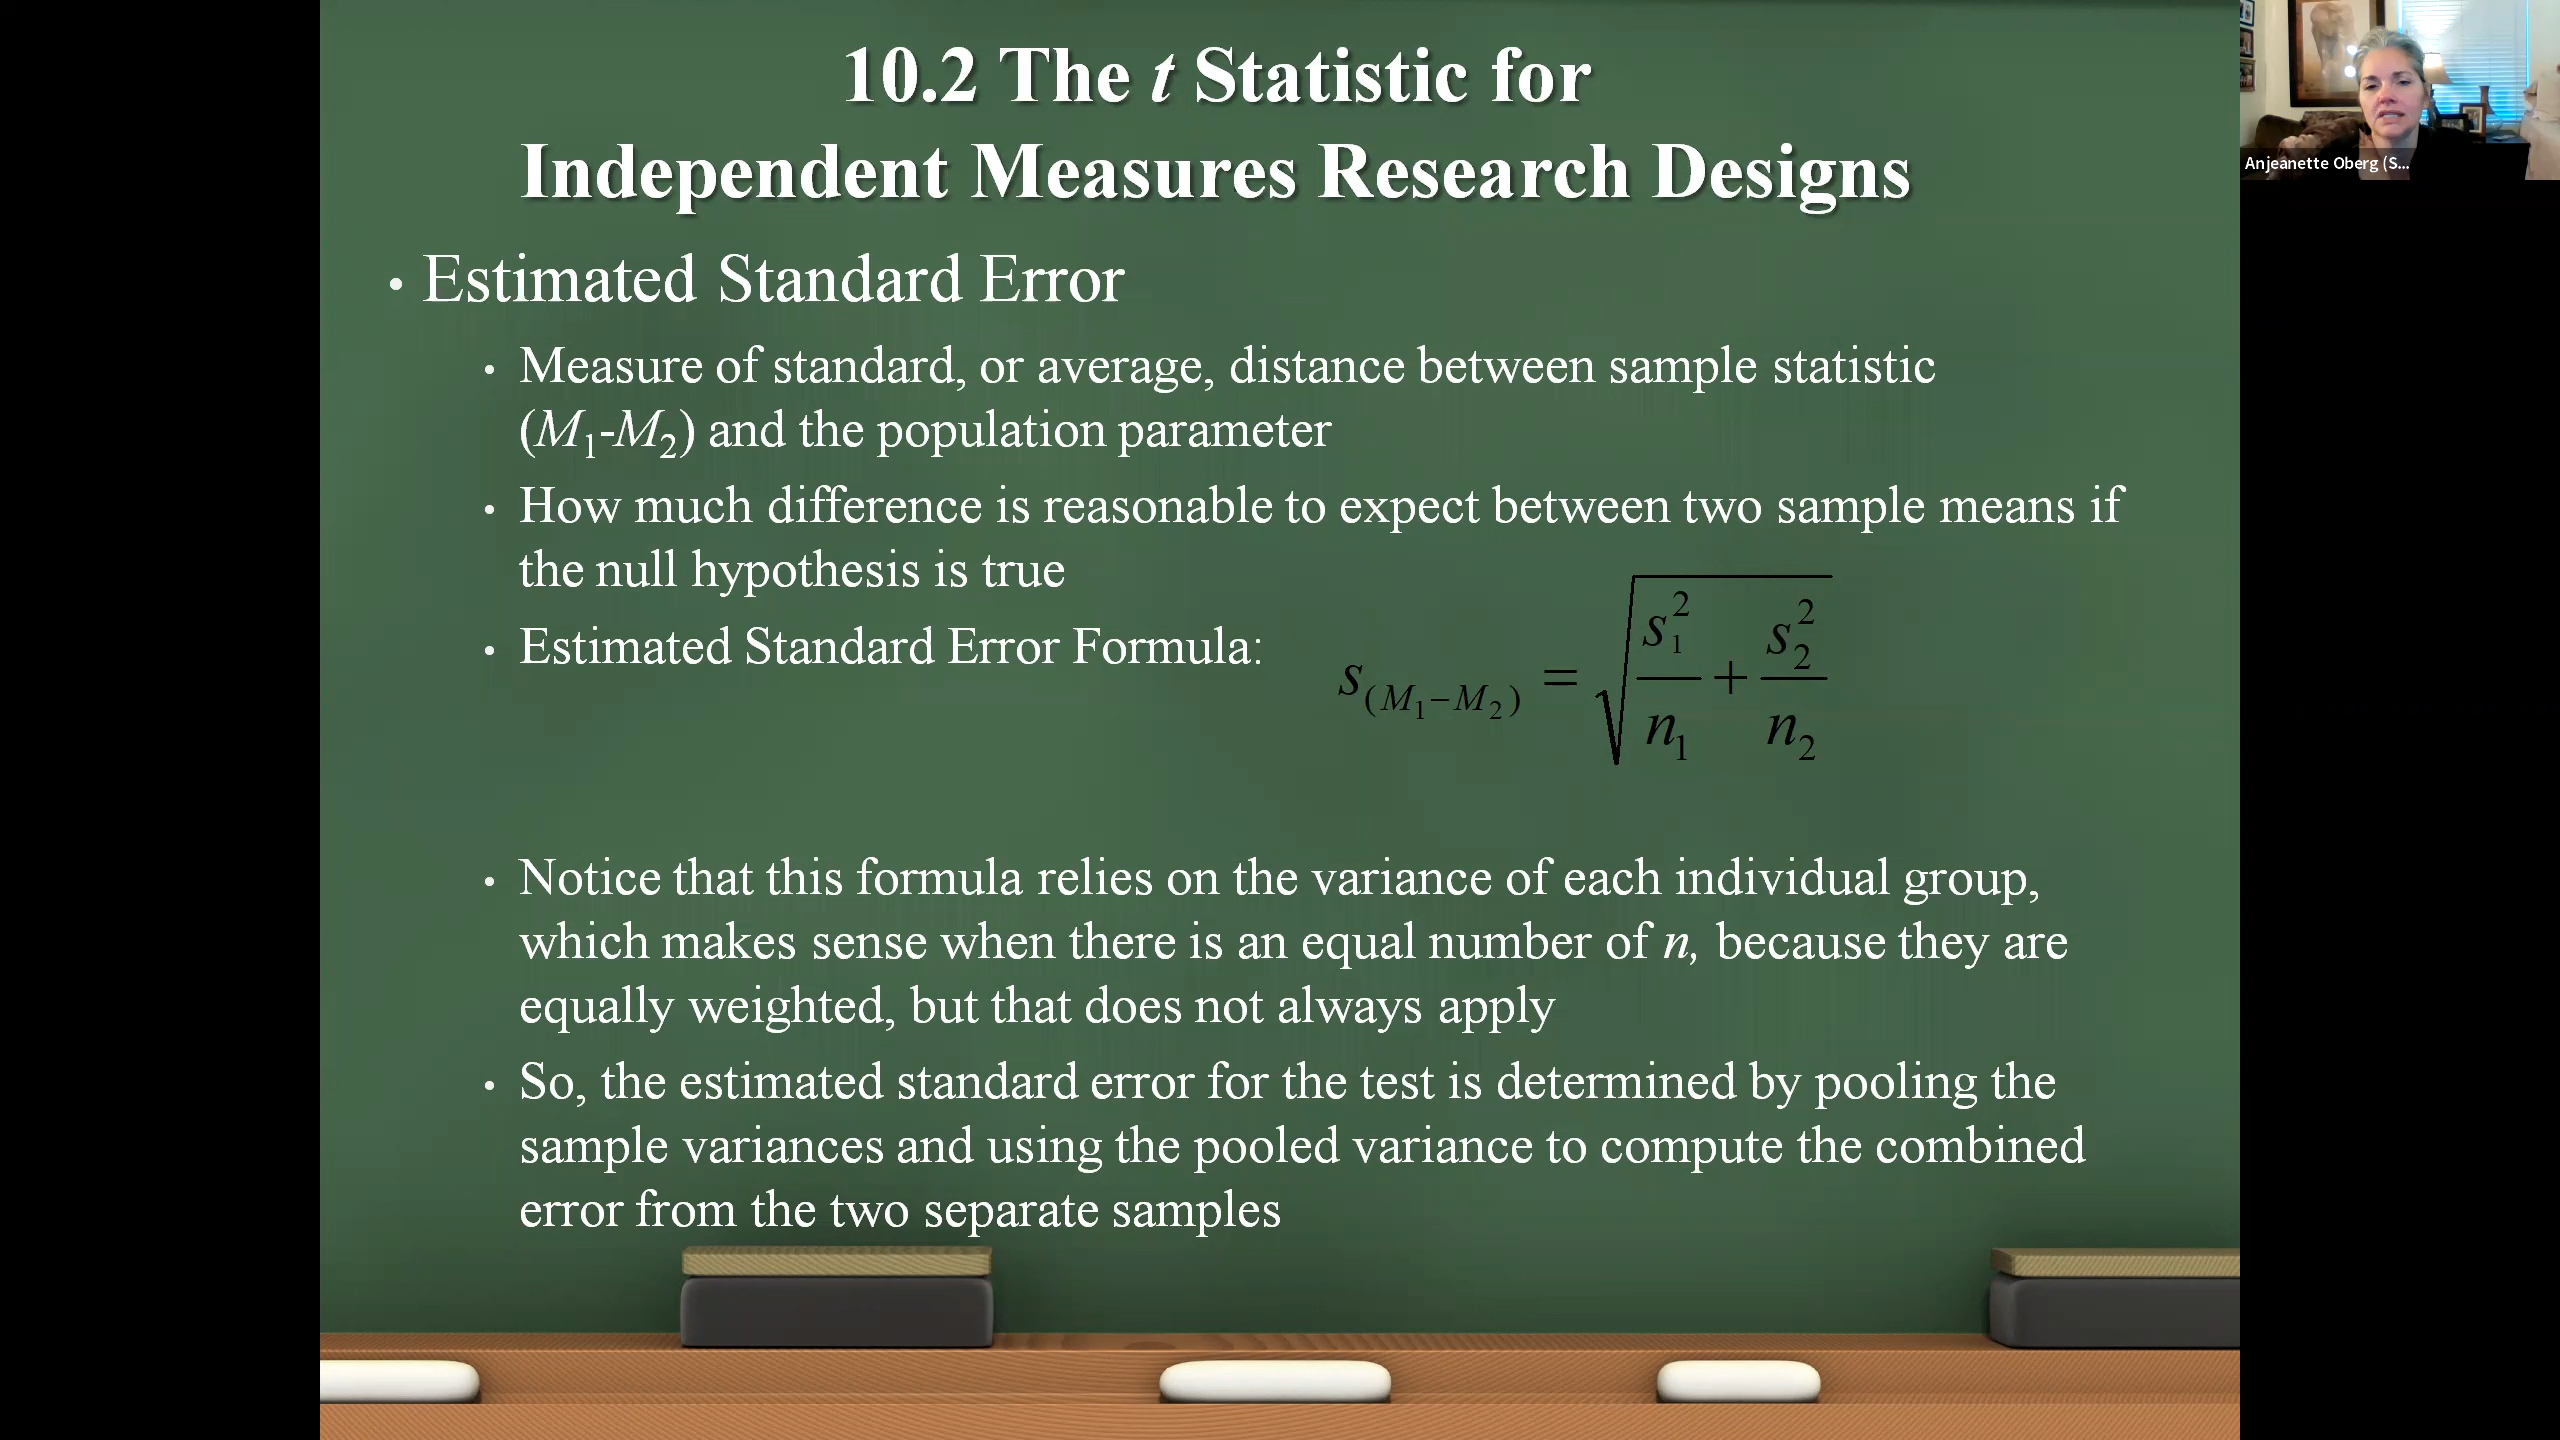 10.2 The t Statistic for
Independent Measures Research Designs
Anjeanette Oberg (S...
• Estimated Standard Error
• Measure of standard, or average, distance between sample statistic
(M₁-M₂) and the population parameter
• How much difference is reasonable to expect between two sample means if
the null hypothesis is true
• Estimated Standard Error Formula: s_(M₁−M₂) = √(s₁²/n₁ + s₂²/n₂)
• Notice that this formula relies on the variance of each individual group,
which makes sense when there is an equal number of n, because they are
equally weighted, but that does not always apply
• So, the estimated standard error for the test is determined by pooling the
sample variances and using the pooled variance to compute the combined
error from the two separate samples